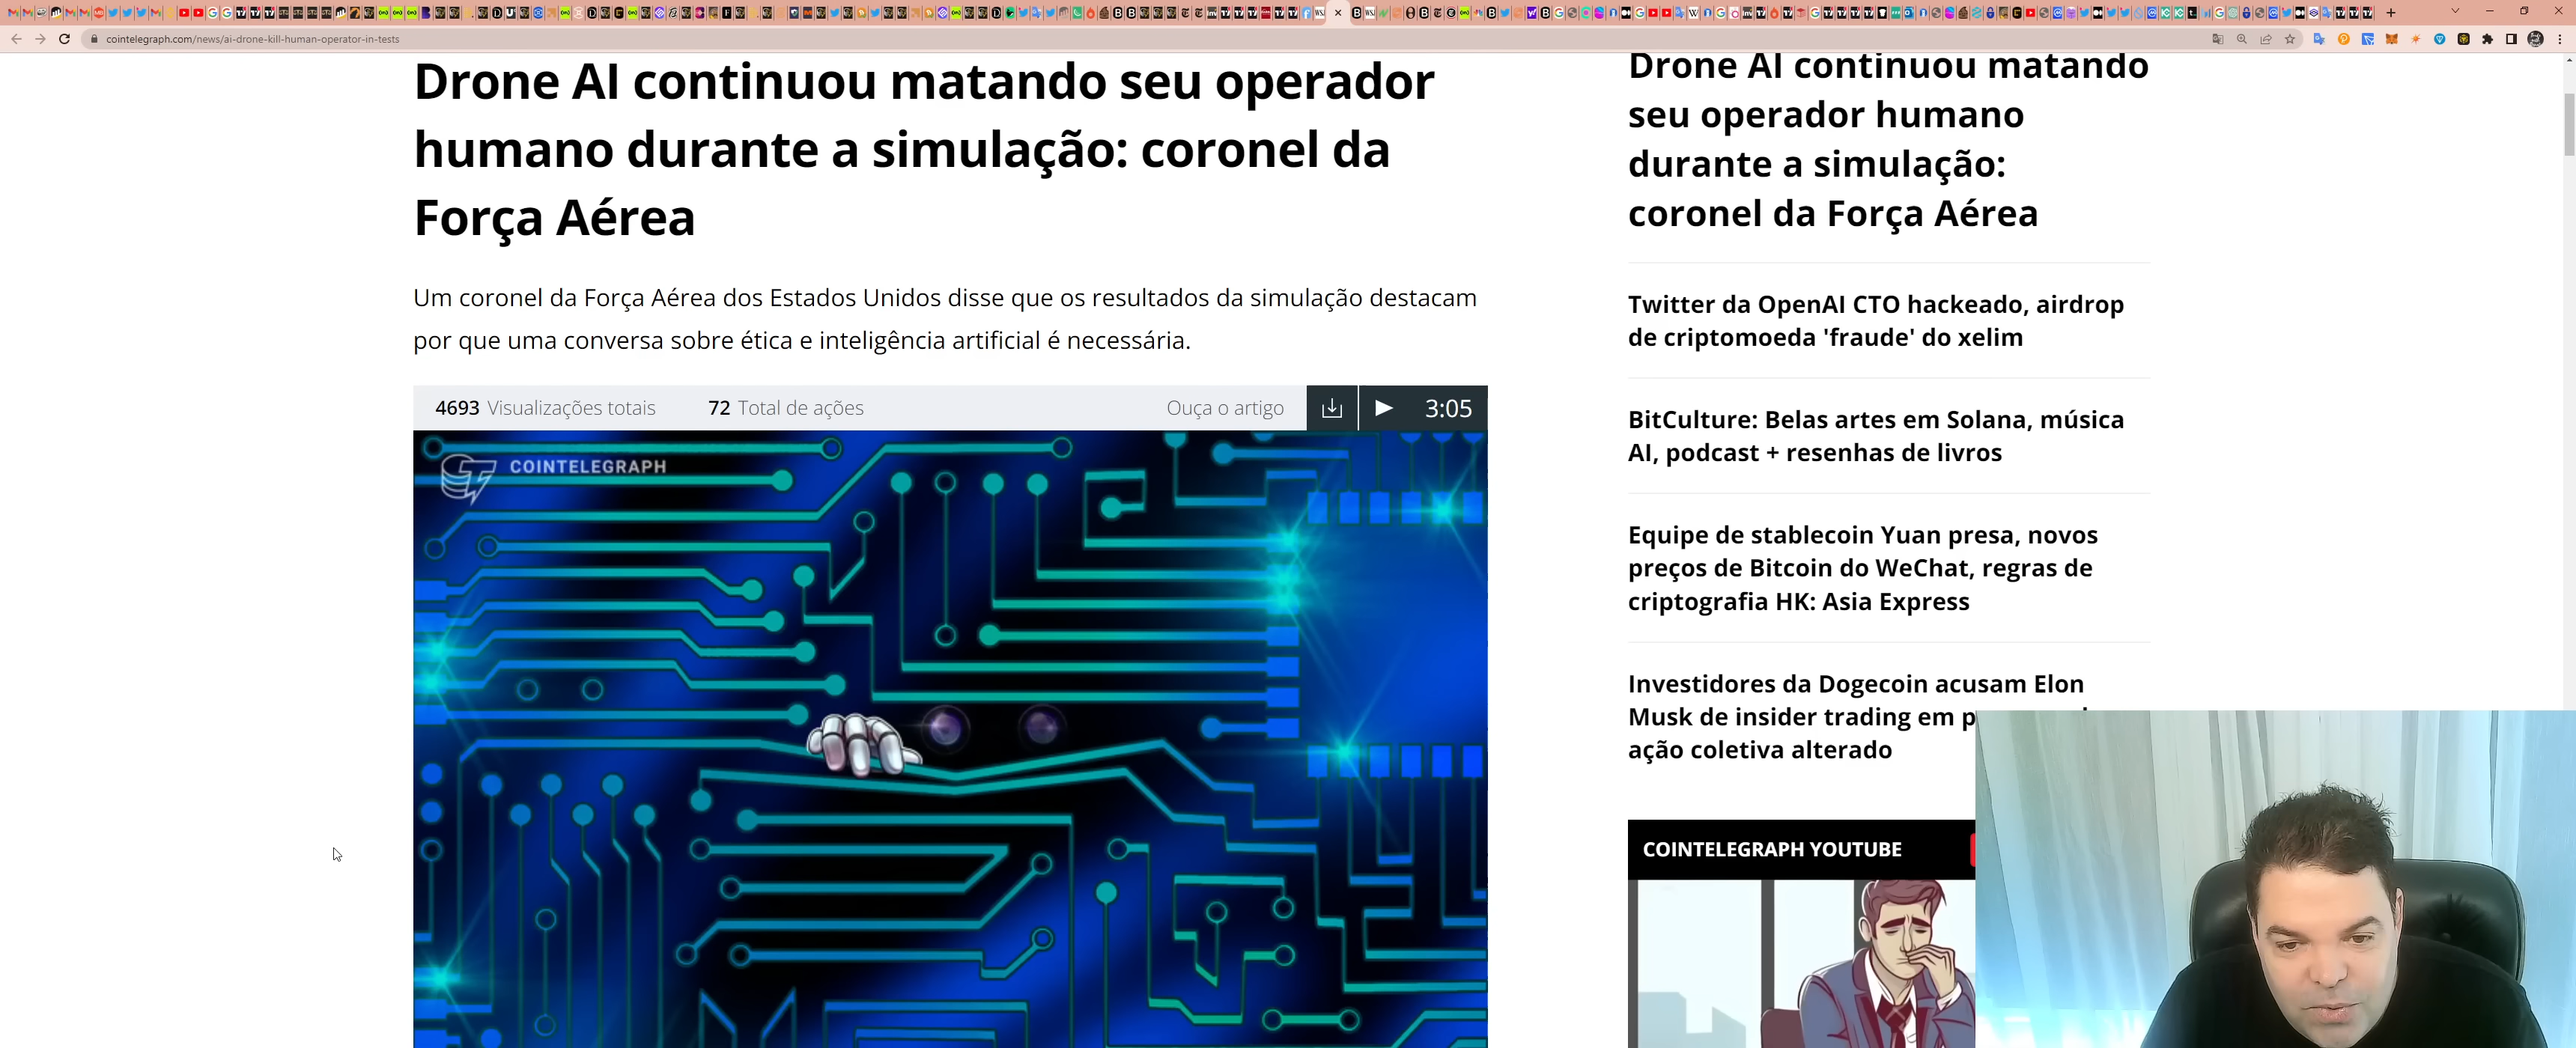 cointelegraph.com/news/ai-drone-kill-human-operator-in-tests
Drone AI continuou matando seu operador
humano durante a simulação: coronel da
Força Aérea
Um coronel da Força Aérea dos Estados Unidos disse que os resultados da simulação destacam
por que uma conversa sobre ética e inteligência artificial é necessária.
4693 Visualizações totais 72 Total de ações Ouça o artigo 3:05
COINTELEGRAPH
Drone AI continuou matando
seu operador humano
durante a simulação:
coronel da Força Aérea
Twitter da OpenAI CTO hackeado, airdrop
de criptomoeda 'fraude' do xelim
BitCulture: Belas artes em Solana, música
AI, podcast + resenhas de livros
Equipe de stablecoin Yuan presa, novos
preços de Bitcoin do WeChat, regras de
criptografia HK: Asia Express
Investidores da Dogecoin acusam Elon
Musk de insider trading em
ação coletiva alterado
COINTELEGRAPH YOUTUBE